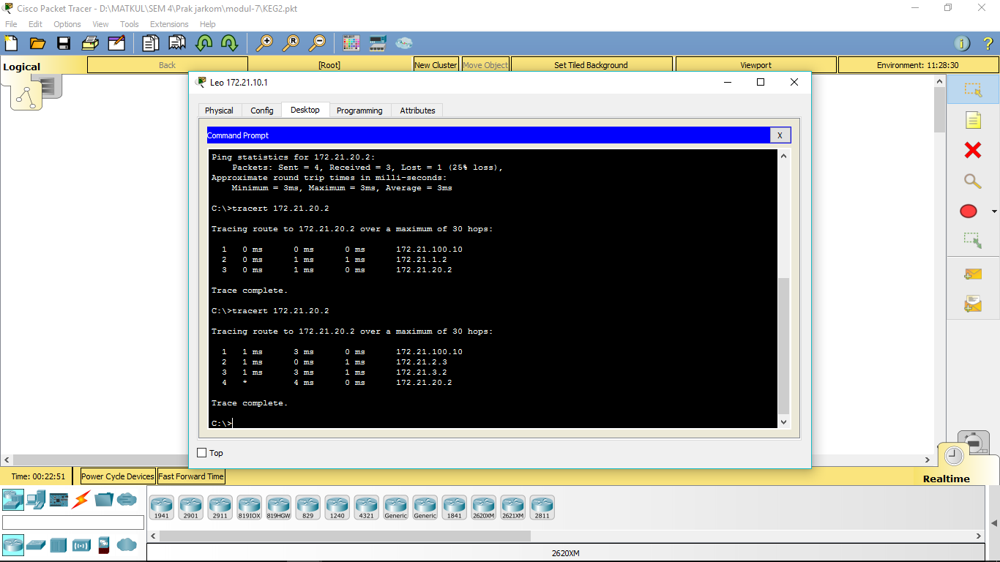 Cisco Packet Tracer - D:\MATKUL\SEM 4\Prak jarkom\modul-7\KEG2.pkt
File Edit Options View Tools Extensions Help
Logical Back [Root] New Cluster Move Object Set Tiled Background Viewport Environment: 11:28:30
Leo 172.21.10.1
Physical Config Desktop Programming Attributes
Command Prompt X
Ping statistics for 172.21.20.2:
Packets: Sent = 4, Received = 3, Lost = 1 (25% loss),
Approximate round trip times in milli-seconds:
Minimum = 3ms, Maximum = 3ms, Average = 3ms
C:\>tracert 172.21.20.2
Tracing route to 172.21.20.2 over a maximum of 30 hops:
1 0 ms 0 ms 0 ms 172.21.100.10
2 0 ms 1 ms 1 ms 172.21.1.2
3 0 ms 1 ms 0 ms 172.21.20.2
Trace complete.
C:\>tracert 172.21.20.2
Tracing route to 172.21.20.2 over a maximum of 30 hops:
1 1 ms 3 ms 0 ms 172.21.100.10
2 1 ms 0 ms 1 ms 172.21.2.3
3 1 ms 3 ms 1 ms 172.21.3.2
4 * 4 ms 0 ms 172.21.20.2
Trace complete.
C:\>
Top
Time: 00:22:51 Power Cycle Devices Fast Forward Time Realtime
1941 2901 2911 819IOX 819HGW 829 1240 4321 Generic Generic 1841 2620XM 2621XM 2811
2620XM